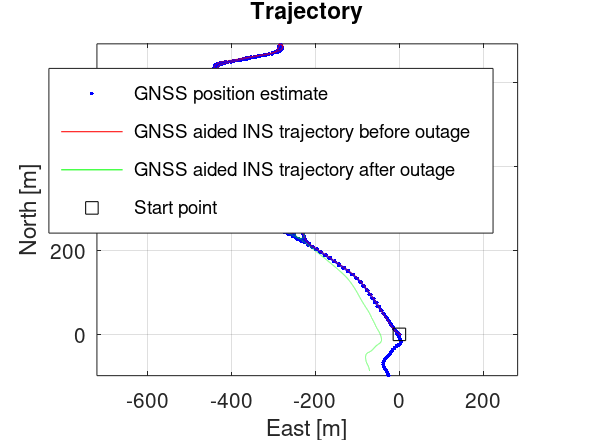 Trajectory
GNSS position estimate
GNSS aided INS trajectory before outage
GNSS aided INS trajectory after outage
Start point
North [m]
200
0
-600 -400 -200 0 200
East [m]